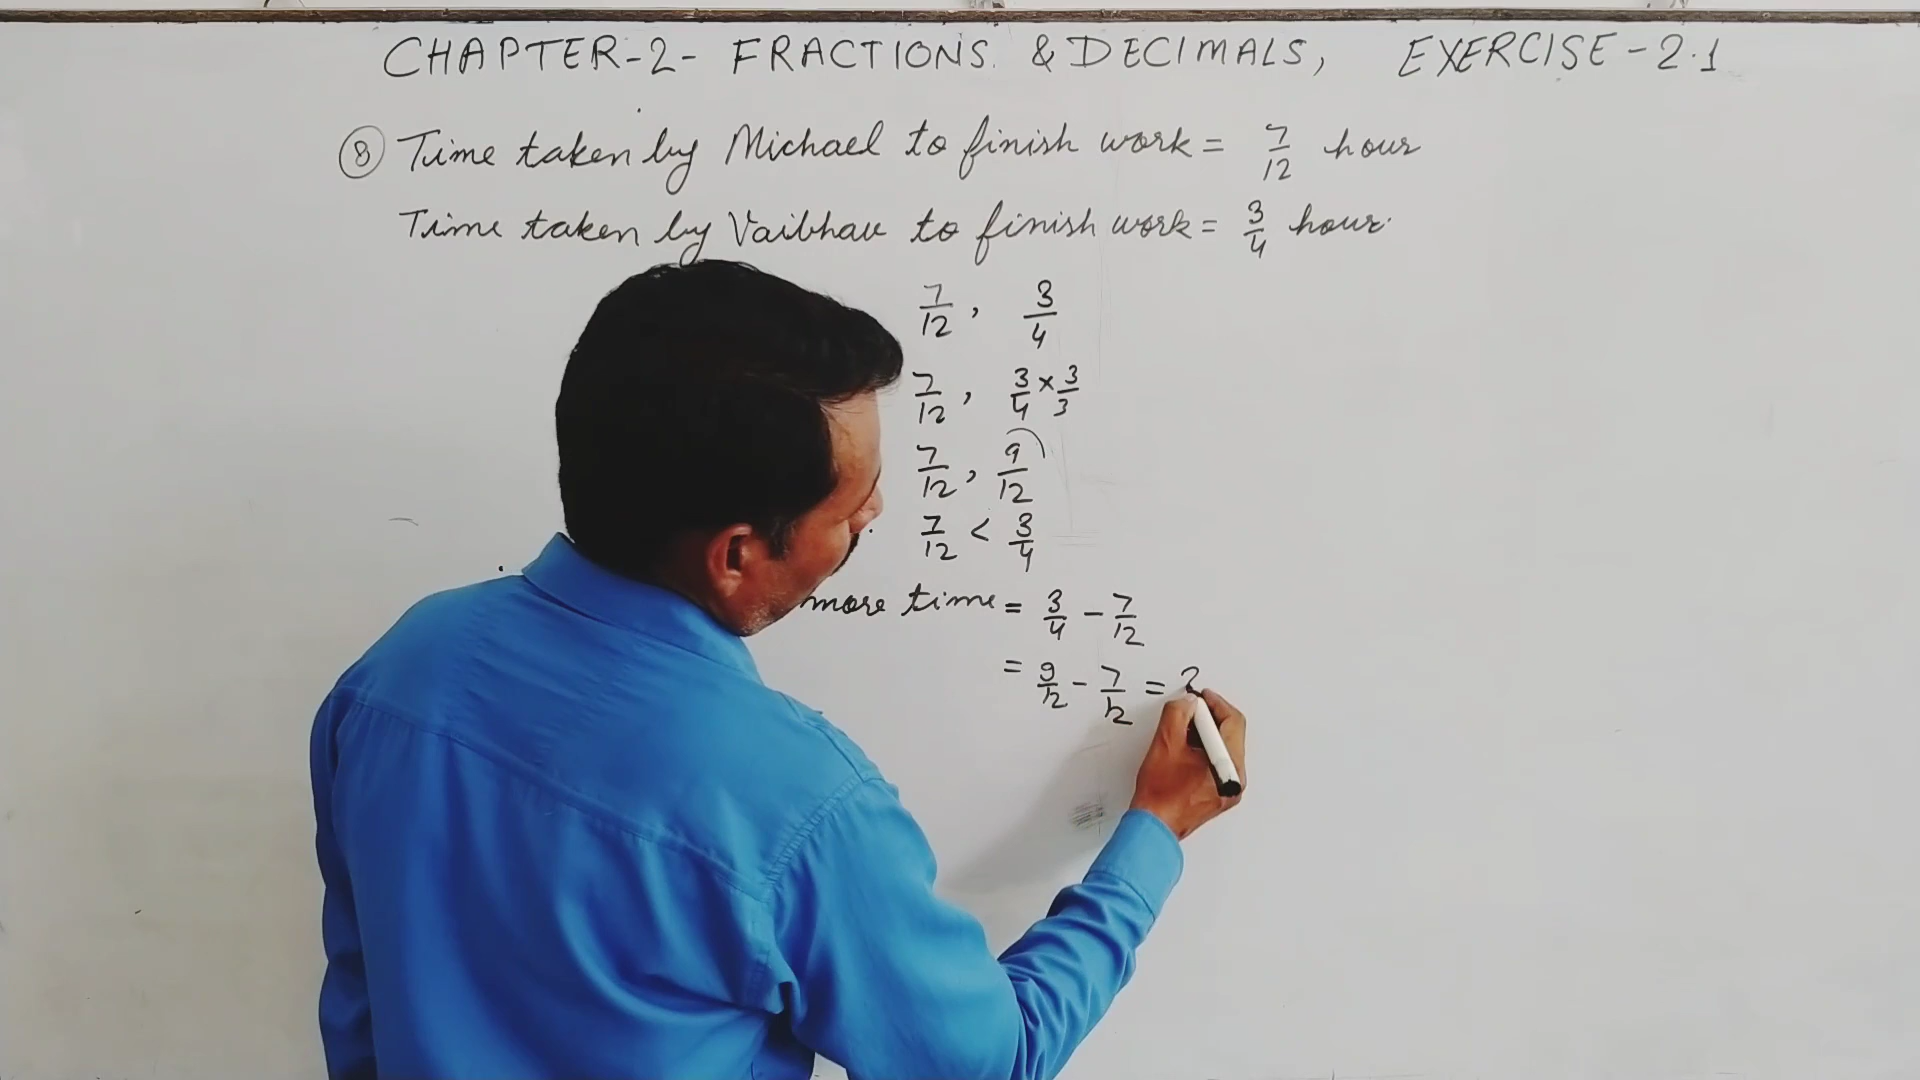 CHAPTER-2- FRACTIONS & DECIMALS, EXERCISE-2.1
⑧ Time taken by Michael to finish work = 7/12 hour
Time taken by Vaibhav to finish work = 3/4 hour.
7/12, 3/4
7/12, 3/4 × 3/3
7/12, 9/12
7/12 < 3/4
more time = 3/4 - 7/12
= 9/12 - 7/12 = 2